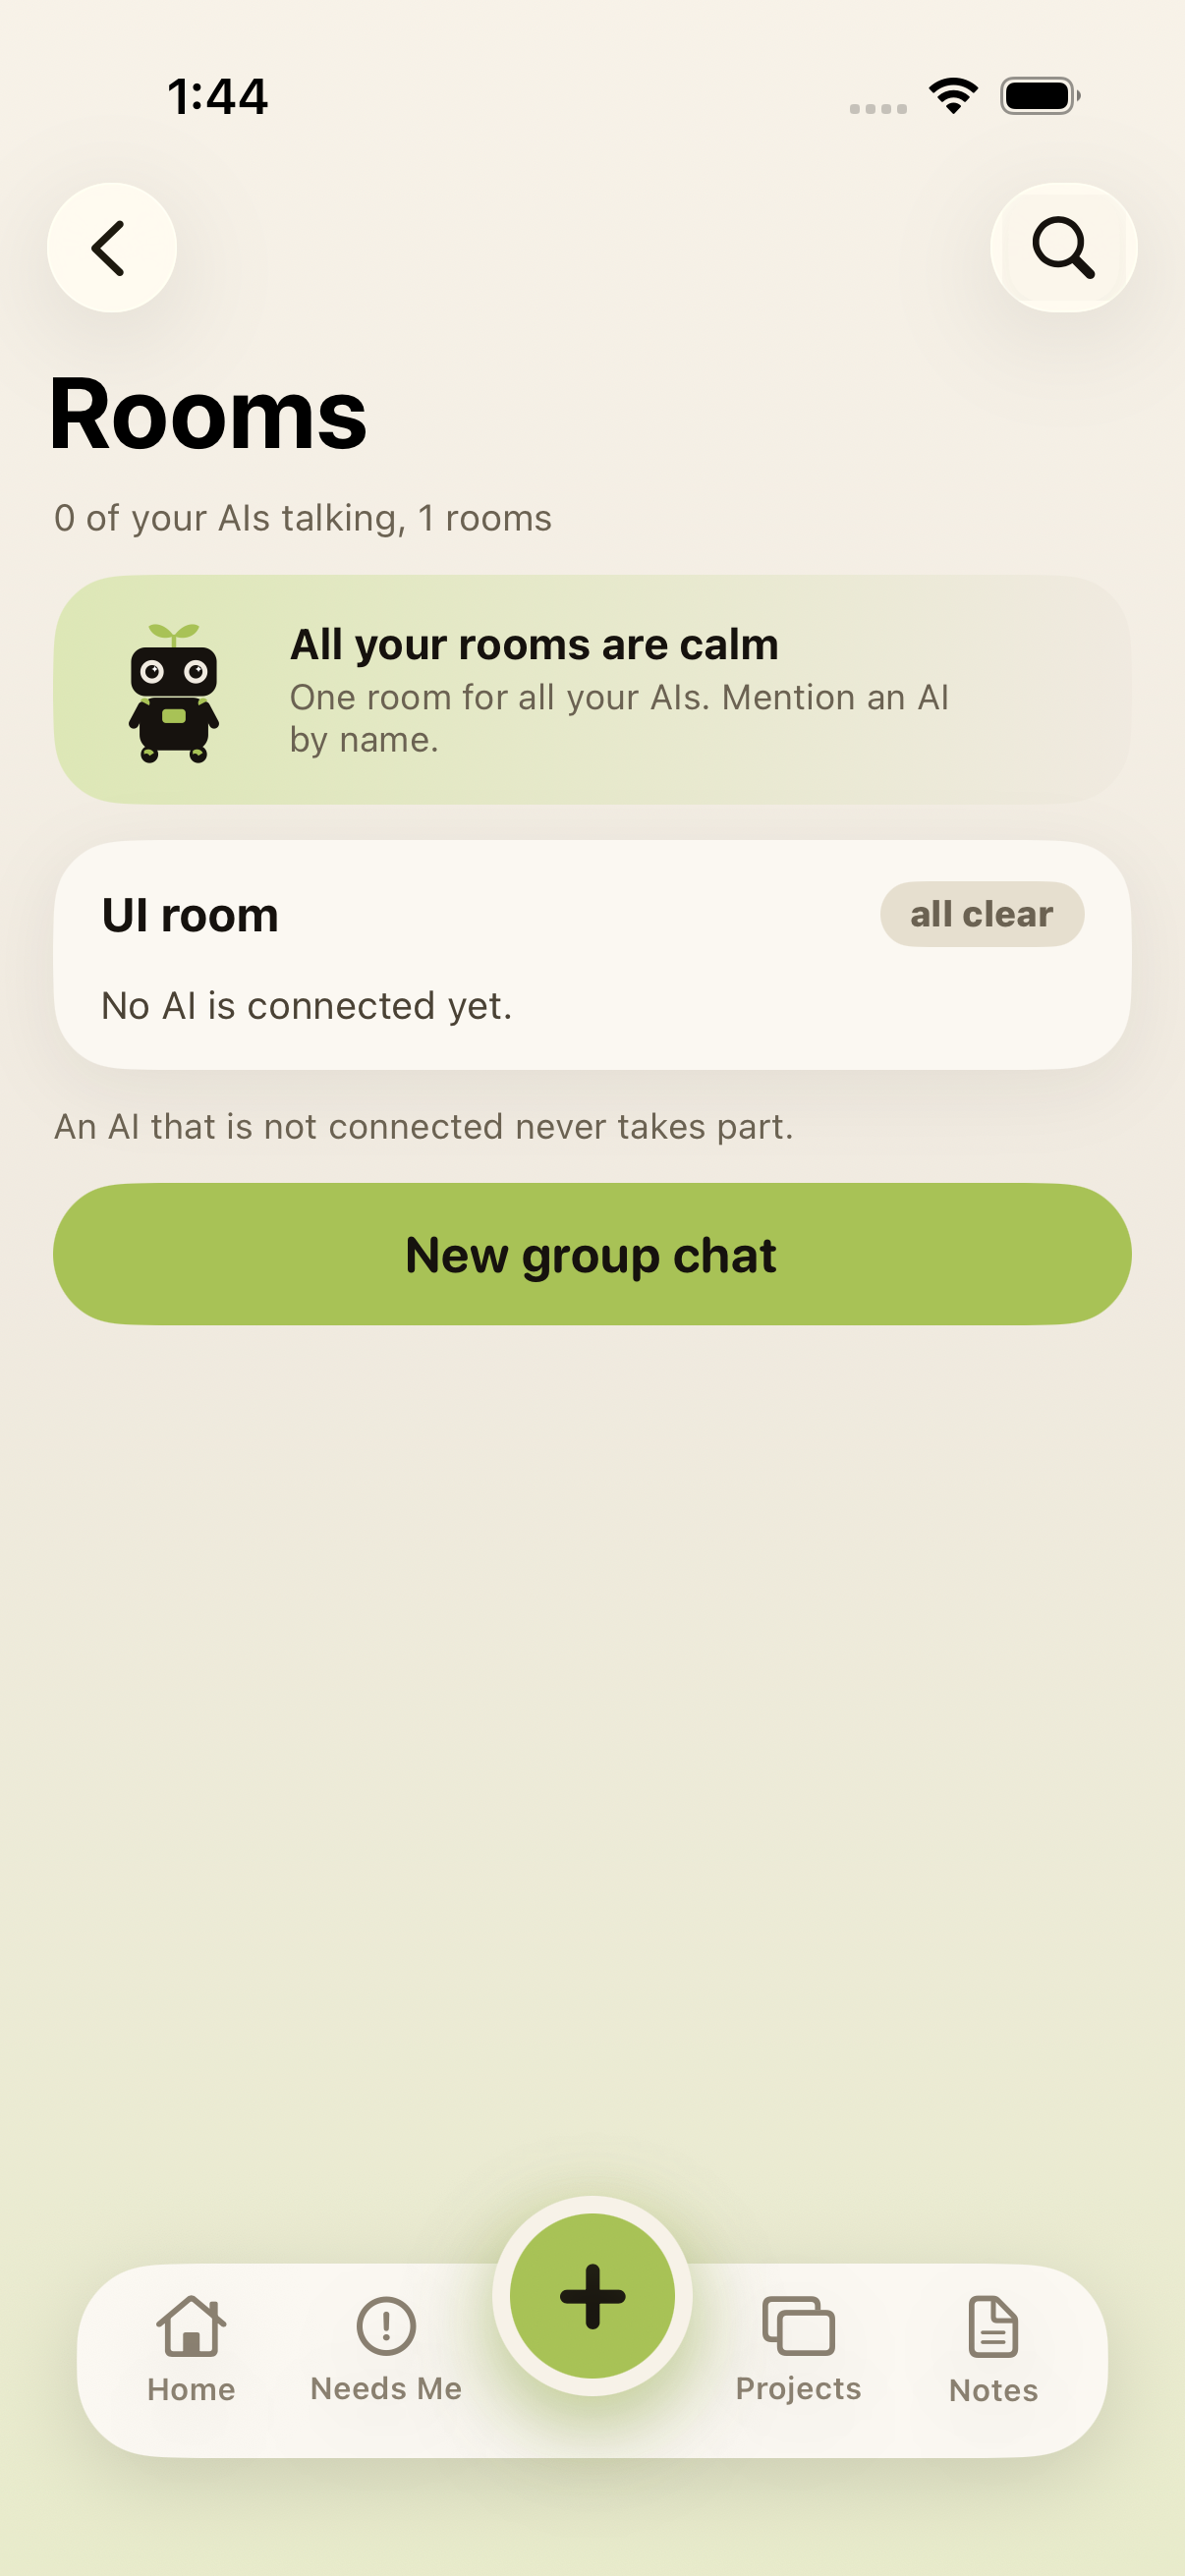 1:44
Rooms
0 of your AIs talking, 1 rooms
All your rooms are calm
One room for all your AIs. Mention an AI
by name.
UI room
all clear
No AI is connected yet.
An AI that is not connected never takes part.
New group chat
Home
Needs Me
Projects
Notes